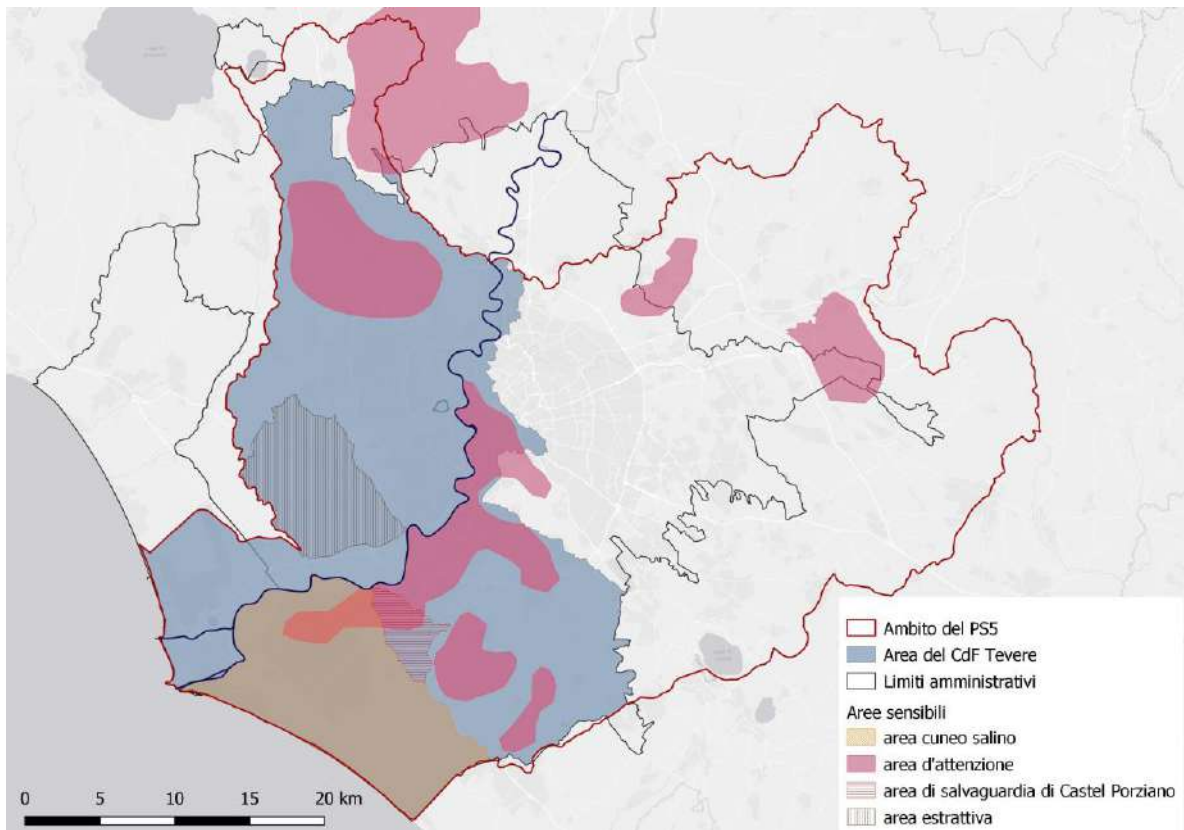 Ambito del PS5
Area del CdF Tevere
Limiti amministrativi
Aree sensibili
area cuneo salino
area d'attenzione
area di salvaguardia di Castel Porziano
area estrattiva
0 5 10 15 20 km